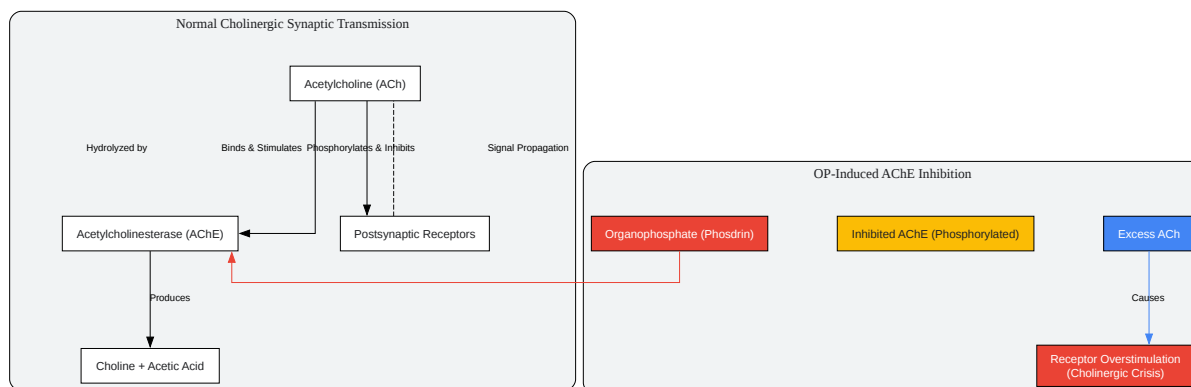 Normal Cholinergic Synaptic Transmission
Acetylcholine (ACh)
Hydrolyzed by
Binds & Stimulates
Phosphorylates & Inhibits
Signal Propagation
OP-Induced AChE Inhibition
Acetylcholinesterase (AChE)
Postsynaptic Receptors
Organophosphate (Phosdrin)
Inhibited AChE (Phosphorylated)
Excess ACh
Produces
Causes
Choline + Acetic Acid
Receptor Overstimulation
(Cholinergic Crisis)